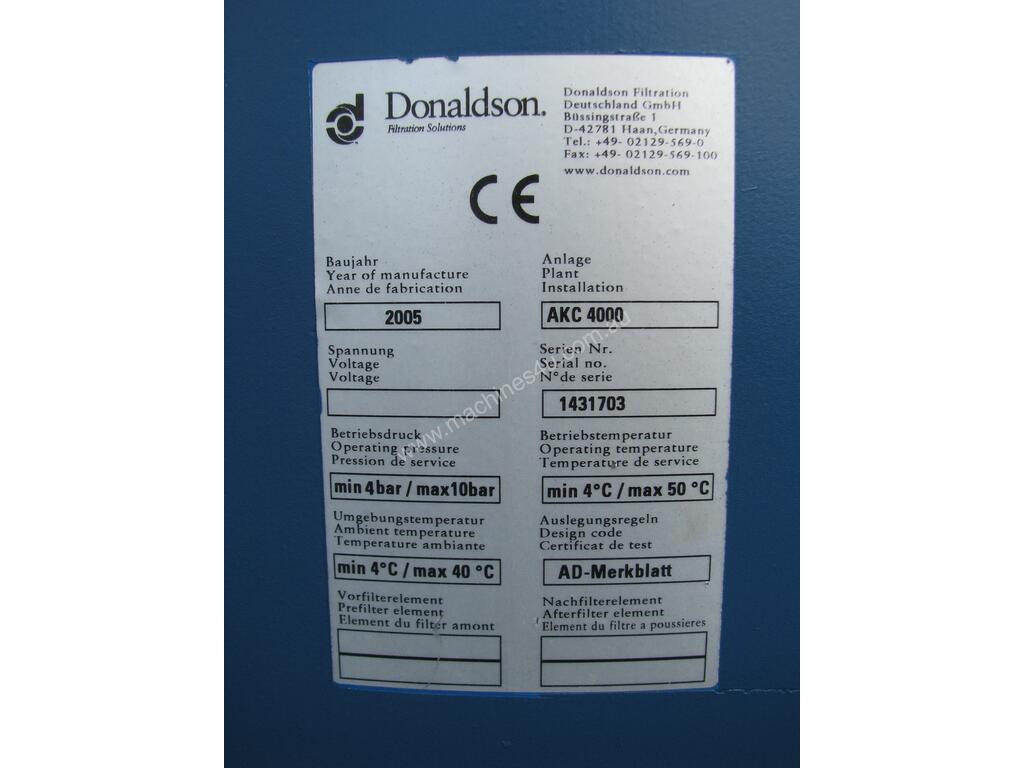 Donaldson.
Filtration Solutions
Donaldson Filtration
Deutschland GmbH
Büssingstraße 1
D-42781 Haan,Germany
Tel.: +49- 02129-569-0
Fax: +49- 02129-569-100
www.donaldson.com
CE
Baujahr
Year of manufacture
Anne de fabrication
2005
Anlage
Plant
Installation
AKC 4000
Spannung
Voltage
Voltage
Serien Nr.
Serial no.
N°de serie
1431703
Betriebsdruck
Operating pressure
Pression de service
min 4bar / max10bar
Betriebstemperatur
Operating temperature
Temperature de service
min 4°C / max 50 °C
Umgebungstemperatur
Ambient temperature
Temperature ambiante
min 4°C / max 40 °C
Auslegungsregeln
Design code
Certificat de test
AD-Merkblatt
Vorfilterelement
Prefilter element
Element du filter amont
Nachfilterelement
Afterfilter element
Element du filtre a poussieres
www.machines4u.com.au